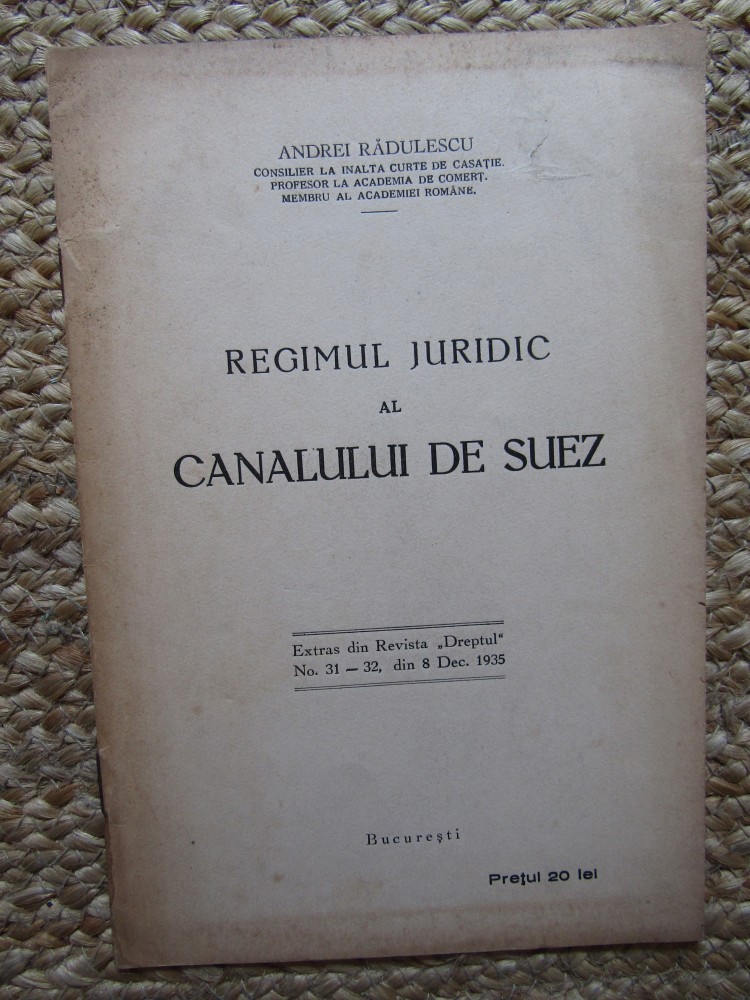 ANDREI RĂDULESCU
CONSILIER LA INALTA CURTE DE CASAȚIE.
PROFESOR LA ACADEMIA DE COMERȚ.
MEMBRU AL ACADEMIEI ROMÂNE.
REGIMUL JURIDIC
AL
CANALULUI DE SUEZ
Extras din Revista „Dreptul“
No. 31 — 32, din 8 Dec. 1935
București
Prețul 20 lei